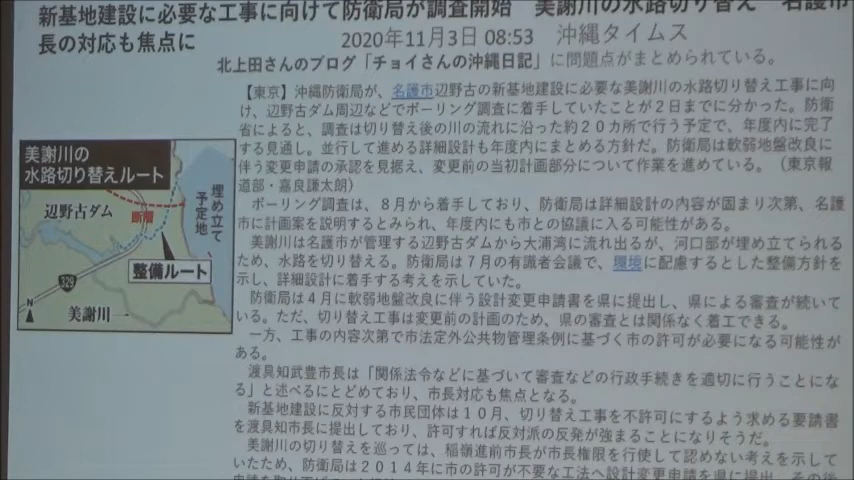 新基地建設に必要な工事に向けて防衛局が調査開始 美謝川の水路切り替え 名護市
長の対応も焦点に
2020年11月3日 08:53 沖縄タイムス
北上田さんのブログ「チョイさんの沖縄日記」に問題点がまとめられている。
【東京】沖縄防衛局が、名護市辺野古の新基地建設に必要な美謝川の水路切り替え工事に向
け、辺野古ダム周辺などでボーリング調査に着手していたことが2日までに分かった。防衛
省によると、調査は切り替え後の川の流れに沿った約20カ所で行う予定で、年度内に完了
する見通し。並行して進める詳細設計も年度内にまとめる方針だ。防衛局は軟弱地盤改良に
伴う変更申請の承認を見据え、変更前の当初計画部分について作業を進めている。（東京報
道部・嘉良謙太朗）
ボーリング調査は、8月から着手しており、防衛局は詳細設計の内容が固まり次第、名護
市に計画案を説明するとみられ、年度内にも市との協議に入る可能性がある。
美謝川は名護市が管理する辺野古ダムから大浦湾に流れ出るが、河口部が埋め立てられる
ため、水路を切り替える。防衛局は7月の有識者会議で、環境に配慮するとした整備方針を
示し、詳細設計に着手する考えを示していた。
防衛局は4月に軟弱地盤改良に伴う設計変更申請書を県に提出し、県による審査が続いて
いる。ただ、切り替え工事は変更前の計画のため、県の審査とは関係なく着工できる。
一方、工事の内容次第で市法定外公共物管理条例に基づく市の許可が必要になる可能性が
ある。
渡具知武豊市長は「関係法令などに基づいて審査などの行政手続きを適切に行うことにな
る」と述べるにとどめており、市長対応も焦点となる。
新基地建設に反対する市民団体は10月、切り替え工事を不許可にするよう求める要請書
を渡具知市長に提出しており、許可すれば反対派の反発が強まることになりそうだ。
美謝川の切り替えを巡っては、稲嶺進前市長が市長権限を行使して認めない考えを示して
いたため、防衛局は2014年に市の許可が不要な工法へ設計変更申請を県に提出、その後
美謝川の
水路切り替えルート
辺野古ダム
断層
埋め立て
予定地
整備ルート
329
N
美謝川